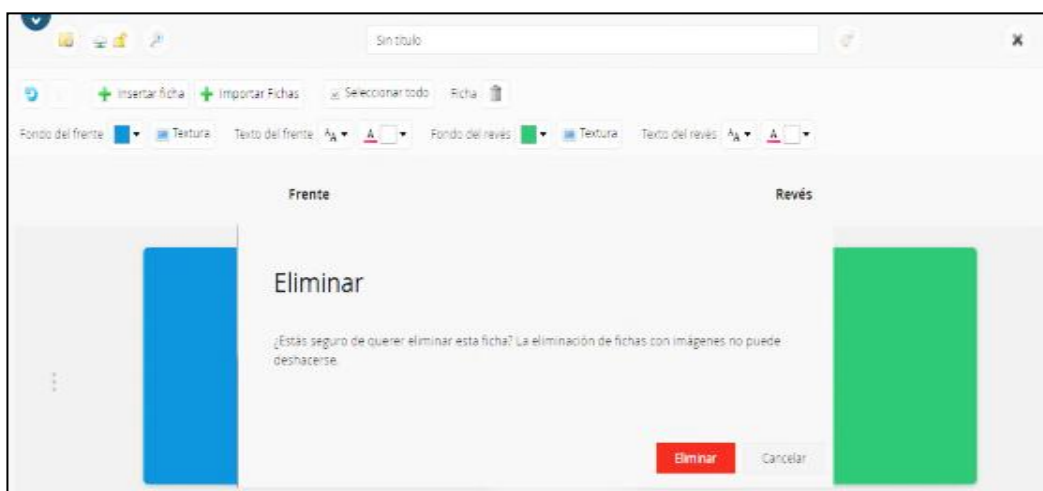 Sin título
Insertar ficha Importar Fichas Seleccionar todo Ficha
Fondo del frente Textura Texto del frente AA A Fondo del revés Textura Texto del revés AA A
Frente Revés
Eliminar
¿Estás seguro de querer eliminar esta ficha? La eliminación de fichas con imágenes no puede
deshacerse.
Eliminar Cancelar